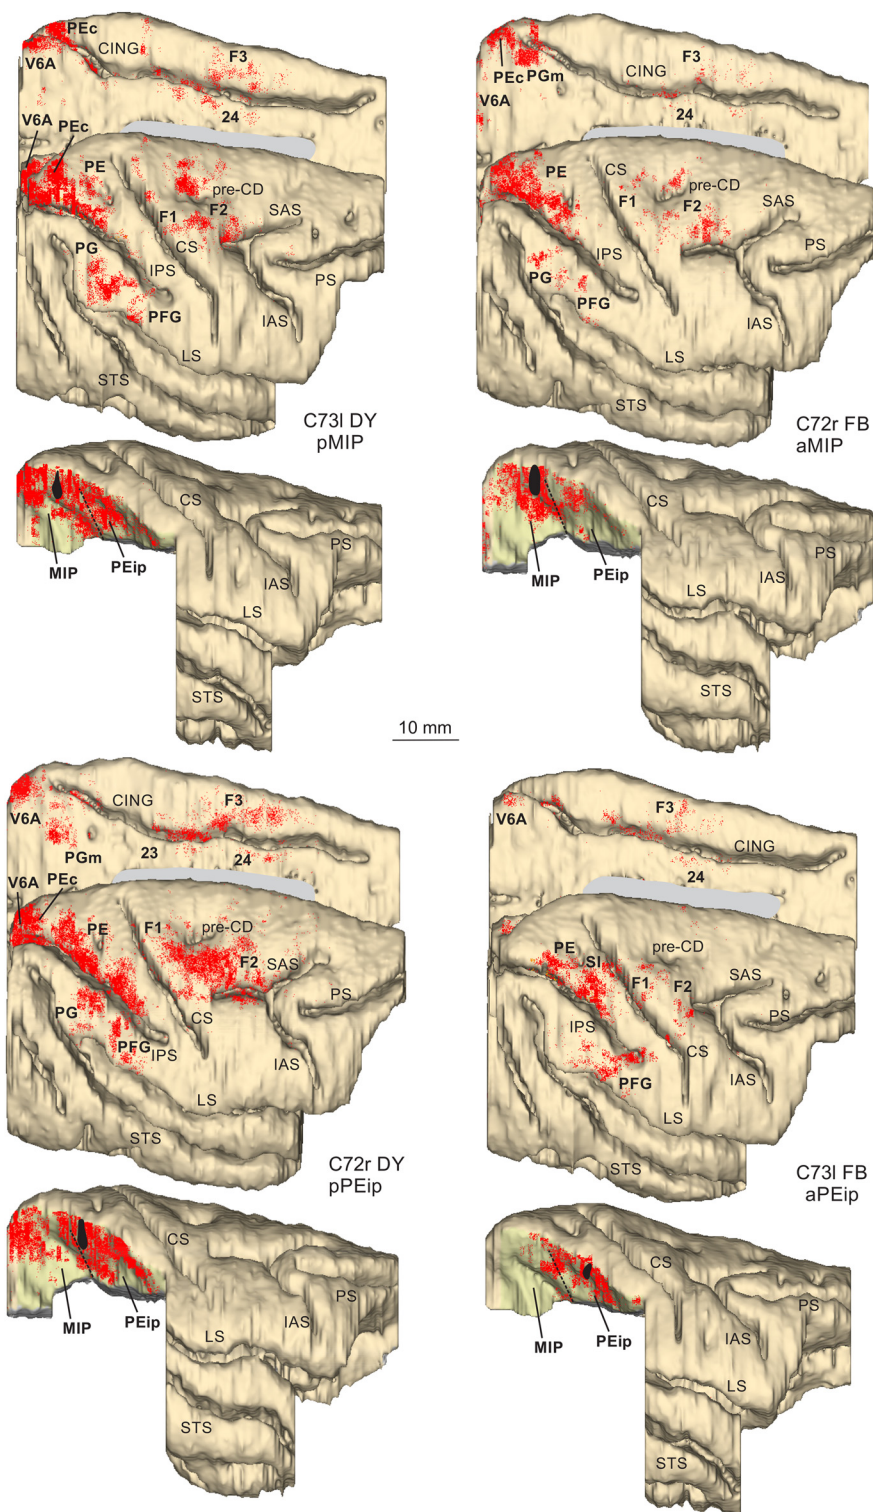 PEc
CING
F3
V6A
24
V6A
PEc
PE
pre-CD
SAS
F1
F2
CS
PG
IPS
PS
PFG
IAS
LS
STS
C73l DY
pMIP
CS
PS
MIP
PEip
IAS
LS
STS
PEc
PGm
CING
F3
V6A
24
PE
CS
pre-CD
SAS
F1
F2
IPS
PS
PG
PFG
IAS
LS
STS
C72r FB
aMIP
CS
PS
MIP
PEip
IAS
LS
STS
10 mm
CING
F3
V6A
PGm
23
24
V6A
PEc
PE
F1
pre-CD
F2
SAS
PS
PG
CS
PFG
IPS
IAS
LS
STS
C72r DY
pPEip
CS
PS
MIP
PEip
IAS
LS
STS
V6A
F3
CING
24
PE
SI
pre-CD
SAS
F1
F2
PS
IPS
CS
IAS
PFG
LS
STS
C73l FB
aPEip
CS
PS
MIP
PEip
IAS
LS
STS